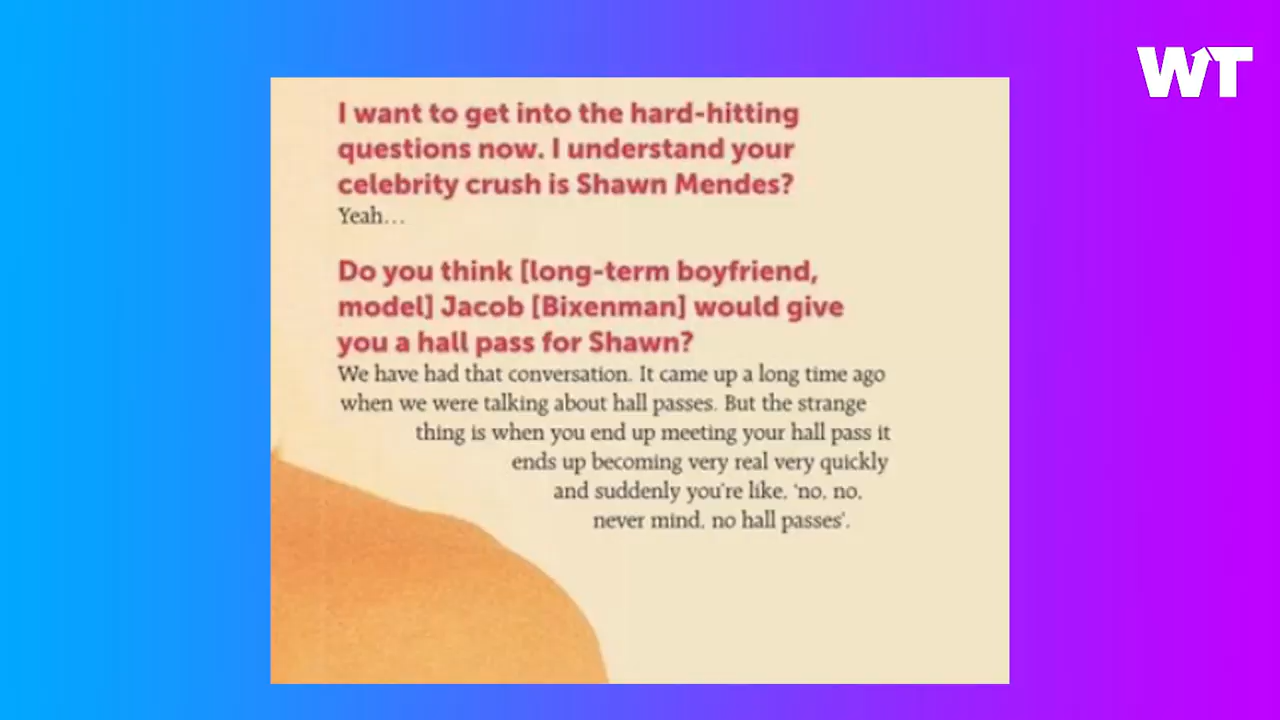 WT
I want to get into the hard-hitting
questions now. I understand your
celebrity crush is Shawn Mendes?
Yeah...
Do you think [long-term boyfriend,
model] Jacob [Bixenman] would give
you a hall pass for Shawn?
We have had that conversation. It came up a long time ago
when we were talking about hall passes. But the strange
thing is when you end up meeting your hall pass it
ends up becoming very real very quickly
and suddenly you're like, 'no, no,
never mind, no hall passes'.